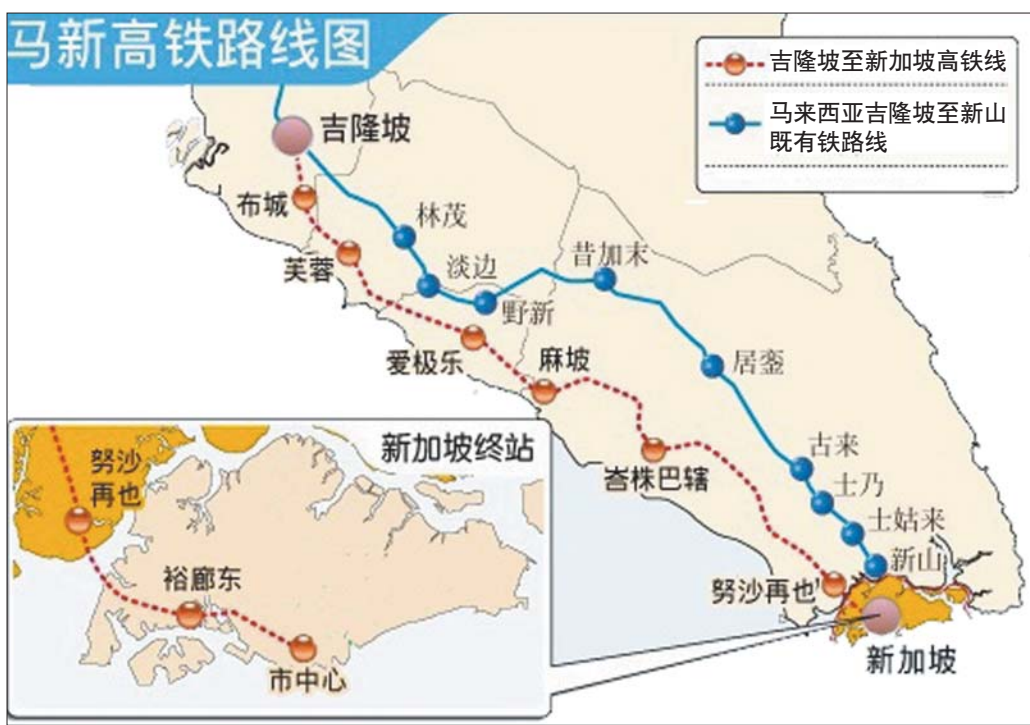 马新高铁路线图
吉隆坡至新加坡高铁线
马来西亚吉隆坡至新山
既有铁路线
吉隆坡
布城
林茂
芙蓉
淡边
昔加末
野新
爱极乐
麻坡
居銮
峇株巴辖
古来
士乃
士姑来
新山
努沙再也
新加坡
新加坡终站
努沙
再也
裕廊东
市中心